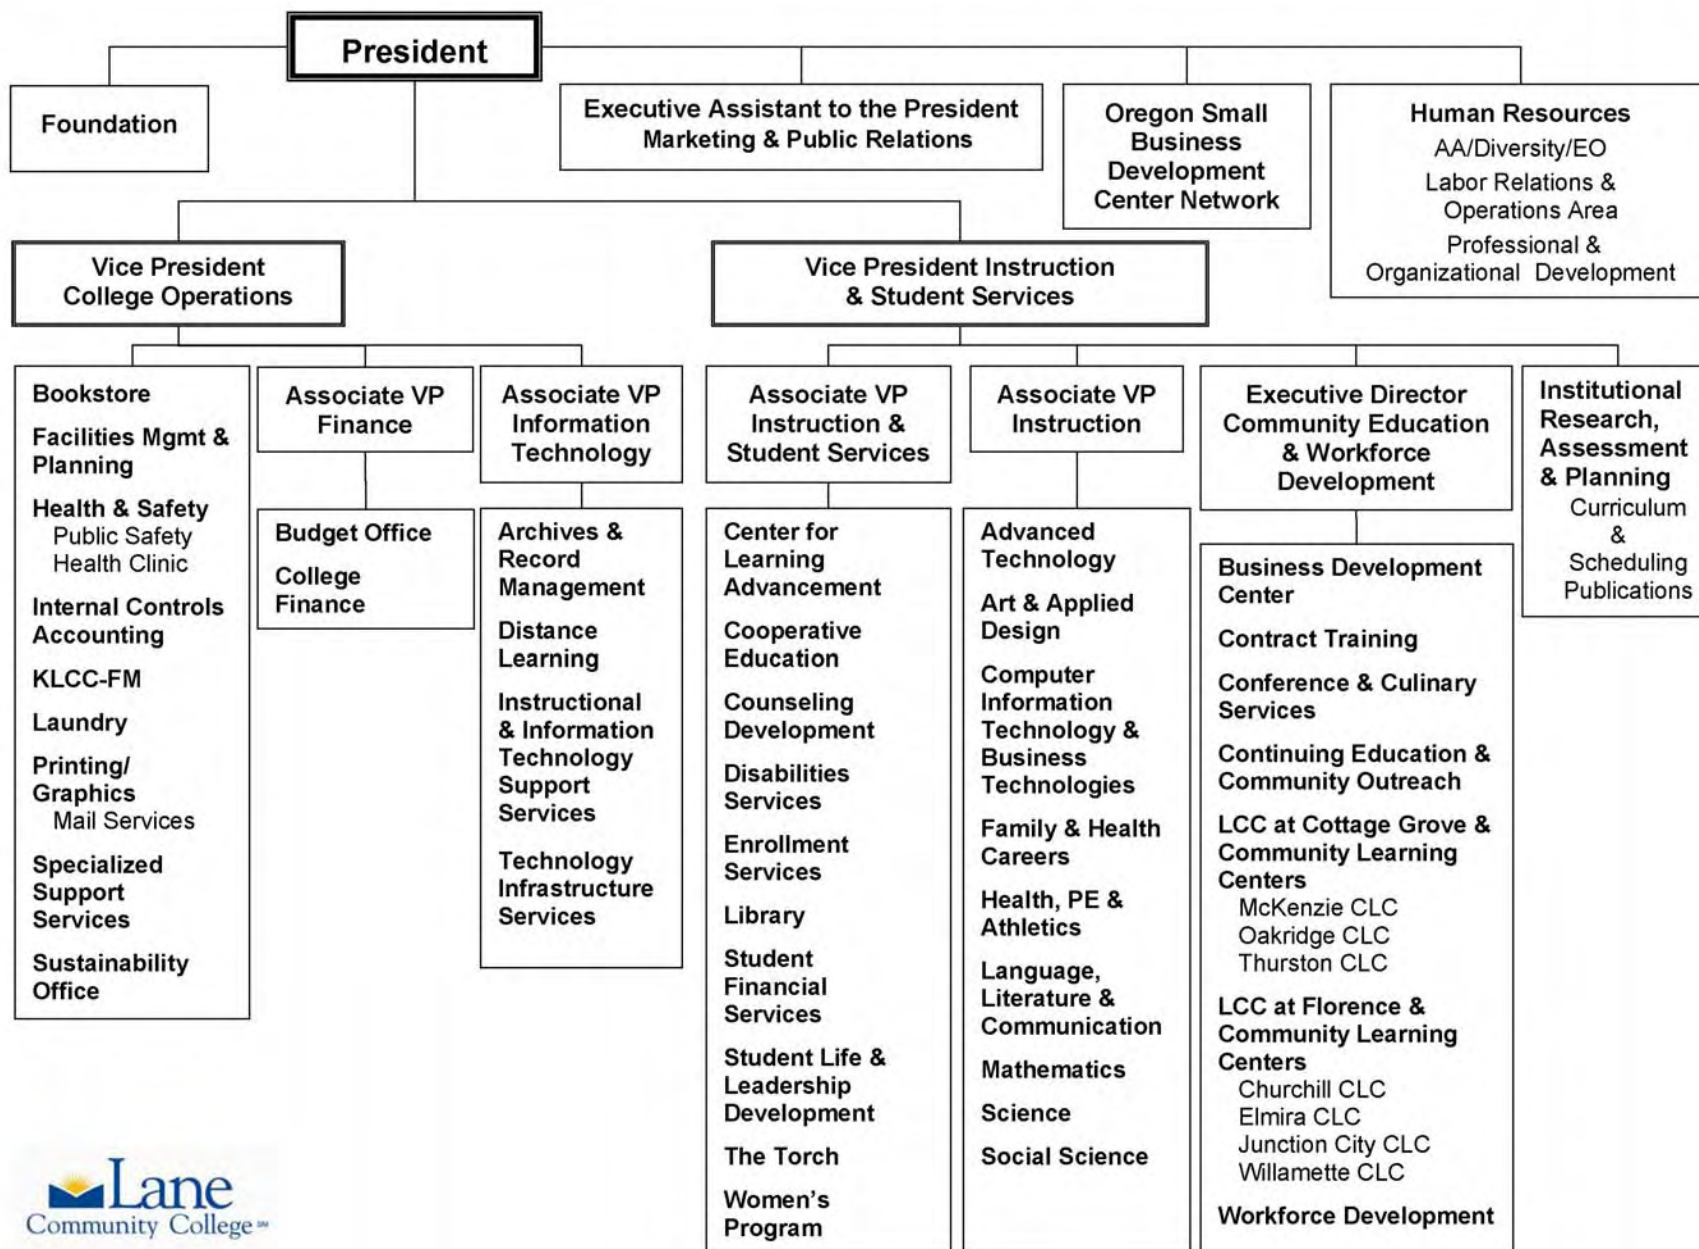 President
Foundation
Executive Assistant to the President
Marketing & Public Relations
Oregon Small
Business
Development
Center Network
Human Resources
AA/Diversity/EO
Labor Relations &
Operations Area
Professional &
Organizational Development
Vice President
College Operations
Vice President Instruction
& Student Services
Bookstore
Facilities Mgmt &
Planning
Health & Safety
Public Safety
Health Clinic
Internal Controls
Accounting
KLCC-FM
Laundry
Printing/
Graphics
Mail Services
Specialized
Support
Services
Sustainability
Office
Associate VP
Finance
Budget Office
College
Finance
Associate VP
Information
Technology
Archives &
Record
Management
Distance
Learning
Instructional
& Information
Technology
Support
Services
Technology
Infrastructure
Services
Associate VP
Instruction &
Student Services
Center for
Learning
Advancement
Cooperative
Education
Counseling
Development
Disabilities
Services
Enrollment
Services
Library
Student
Financial
Services
Student Life &
Leadership
Development
The Torch
Women's
Program
Associate VP
Instruction
Advanced
Technology
Art & Applied
Design
Computer
Information
Technology &
Business
Technologies
Family & Health
Careers
Health, PE &
Athletics
Language,
Literature &
Communication
Mathematics
Science
Social Science
Executive Director
Community Education
& Workforce
Development
Business Development
Center
Contract Training
Conference & Culinary
Services
Continuing Education &
Community Outreach
LCC at Cottage Grove &
Community Learning
Centers
McKenzie CLC
Oakridge CLC
Thurston CLC
LCC at Florence &
Community Learning
Centers
Churchill CLC
Elmira CLC
Junction City CLC
Willamette CLC
Workforce Development
Institutional
Research,
Assessment
& Planning
Curriculum
&
Scheduling
Publications
Lane
Community College℠